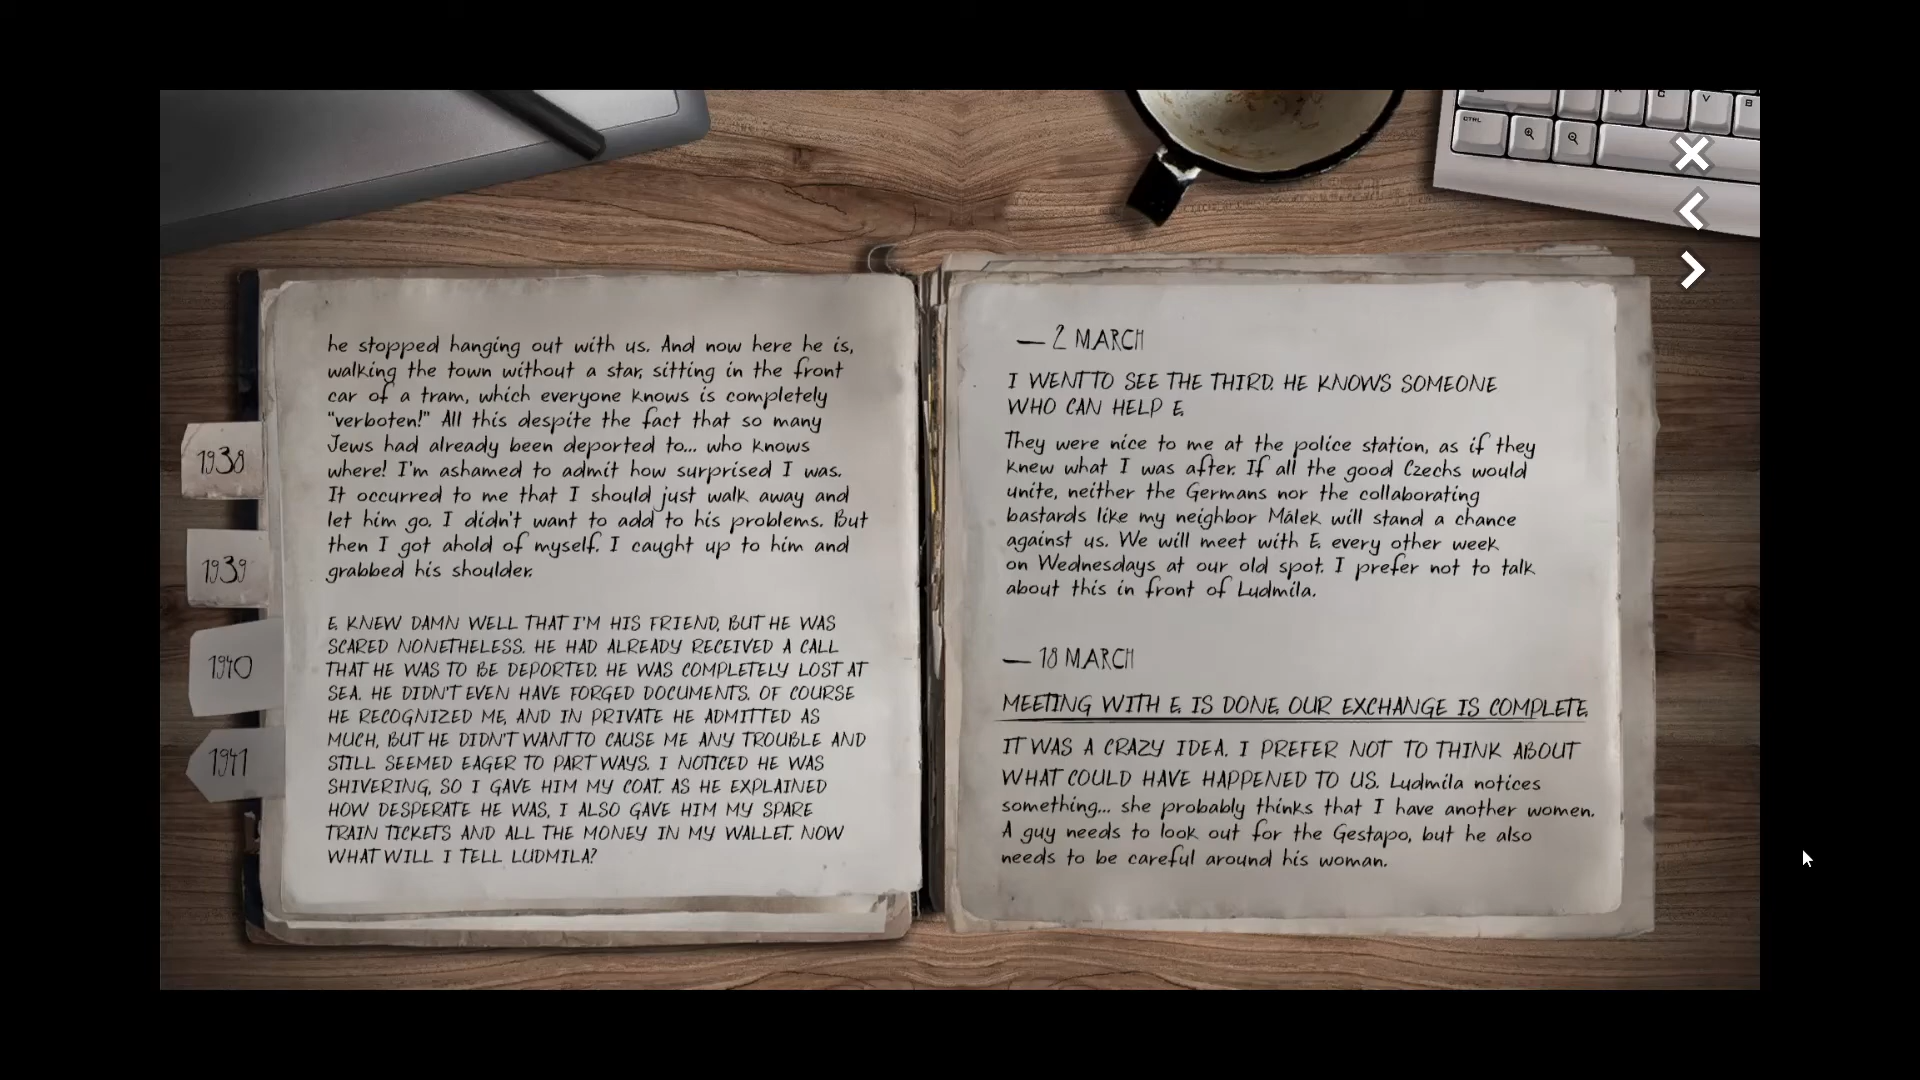 CTRL
C
V
B
1938
1939
1940
1941
he stopped hanging out with us. And now here he is,
walking the town without a star, sitting in the front
car of a tram, which everyone knows is completely
"verboten!" All this despite the fact that so many
Jews had already been deported to... who knows
where! I'm ashamed to admit how surprised I was.
It occurred to me that I should just walk away and
let him go. I didn't want to add to his problems. But
then I got ahold of myself. I caught up to him and
grabbed his shoulder.
E. KNEW DAMN WELL THAT I'M HIS FRIEND, BUT HE WAS
SCARED NONETHELESS. HE HAD ALREADY RECEIVED A CALL
THAT HE WAS TO BE DEPORTED. HE WAS COMPLETELY LOST AT
SEA. HE DIDN'T EVEN HAVE FORGED DOCUMENTS. OF COURSE
HE RECOGNIZED ME, AND IN PRIVATE HE ADMITTED AS
MUCH, BUT HE DIDN'T WANT TO CAUSE ME ANY TROUBLE AND
STILL SEEMED EAGER TO PART WAYS. I NOTICED HE WAS
SHIVERING, SO I GAVE HIM MY COAT. AS HE EXPLAINED
HOW DESPERATE HE WAS, I ALSO GAVE HIM MY SPARE
TRAIN TICKETS AND ALL THE MONEY IN MY WALLET. NOW
WHAT WILL I TELL LUDMILA?
— 2 MARCH
I WENT TO SEE THE THIRD. HE KNOWS SOMEONE
WHO CAN HELP E.
They were nice to me at the police station, as if they
knew what I was after. If all the good Czechs would
unite, neither the Germans nor the collaborating
bastards like my neighbor Málek will stand a chance
against us. We will meet with E. every other week
on Wednesdays at our old spot. I prefer not to talk
about this in front of Ludmila.
— 18 MARCH
MEETING WITH E. IS DONE. OUR EXCHANGE IS COMPLETE.
IT WAS A CRAZY IDEA. I PREFER NOT TO THINK ABOUT
WHAT COULD HAVE HAPPENED TO US. Ludmila notices
something... she probably thinks that I have another women.
A guy needs to look out for the Gestapo, but he also
needs to be careful around his woman.